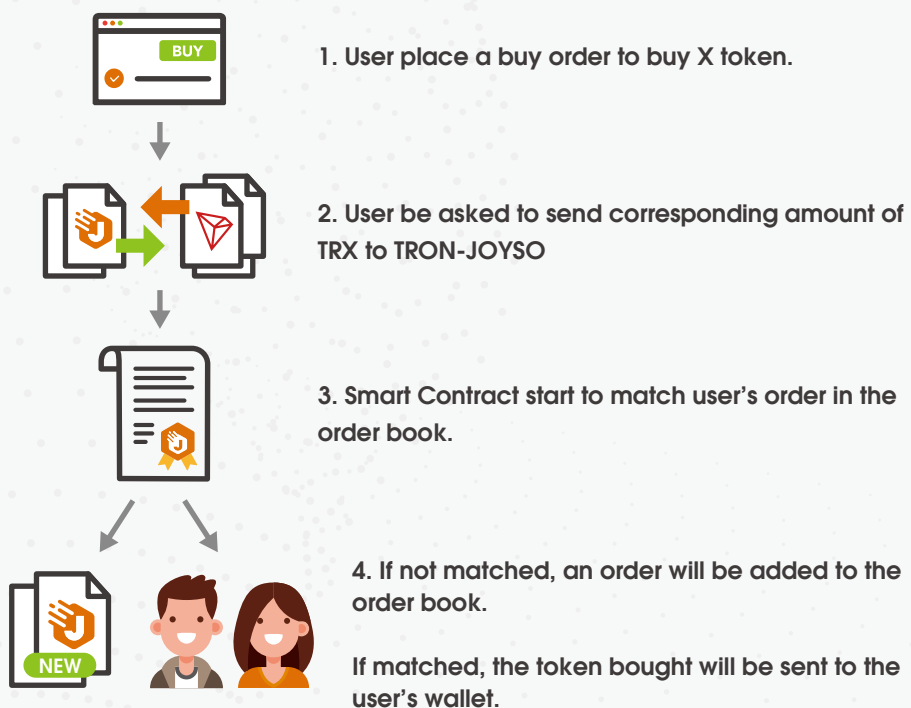 BUY
1. User place a buy order to buy X token.
2. User be asked to send corresponding amount of
TRX to TRON-JOYSO
3. Smart Contract start to match user's order in the
order book.
NEW
4. If not matched, an order will be added to the
order book.
If matched, the token bought will be sent to the
user's wallet.